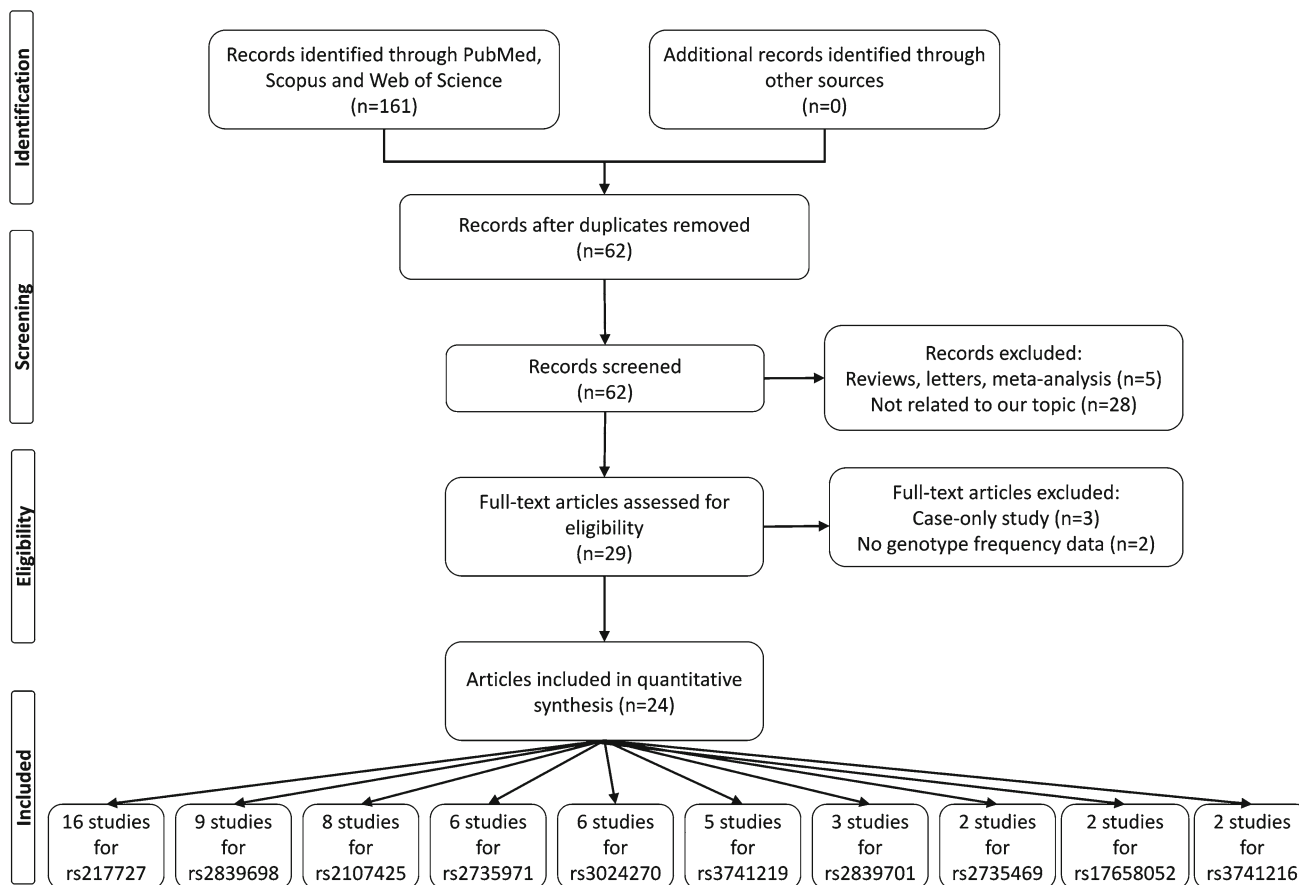 Identification
Records identified through PubMed,
Scopus and Web of Science
(n=161)
Additional records identified through
other sources
(n=0)
Records after duplicates removed
(n=62)
Screening
Records screened
(n=62)
Records excluded:
Reviews, letters, meta-analysis (n=5)
Not related to our topic (n=28)
Eligibility
Full-text articles assessed for
eligibility
(n=29)
Full-text articles excluded:
Case-only study (n=3)
No genotype frequency data (n=2)
Included
Articles included in quantitative
synthesis (n=24)
16 studies
for
rs217727
9 studies
for
rs2839698
8 studies
for
rs2107425
6 studies
for
rs2735971
6 studies
for
rs3024270
5 studies
for
rs3741219
3 studies
for
rs2839701
2 studies
for
rs2735469
2 studies
for
rs17658052
2 studies
for
rs3741216